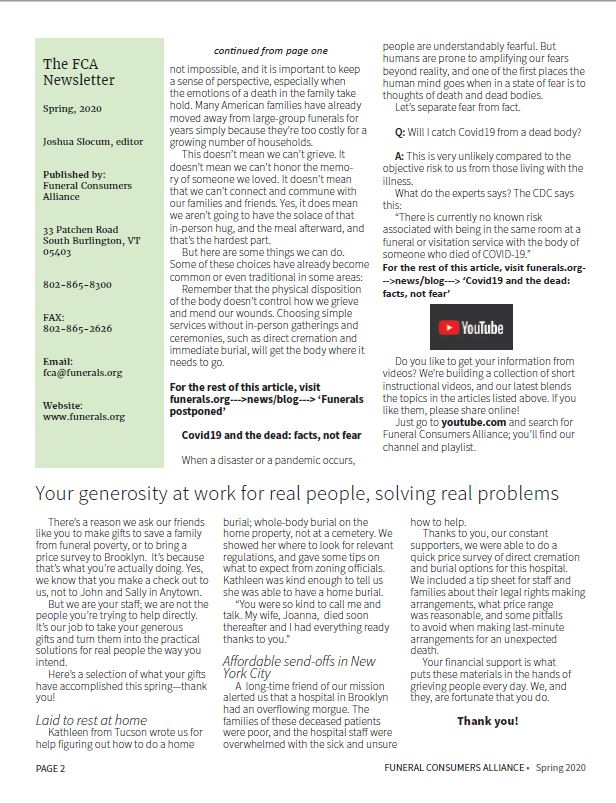 The FCA
Newsletter
Spring, 2020
Joshua Slocum, editor
Published by:
Funeral Consumers
Alliance
33 Patchen Road
South Burlington, VT
05403
802-865-8300
FAX:
802-865-2626
Email:
fca@funerals.org
Website:
www.funerals.org
continued from page one
not impossible, and it is important to keep
a sense of perspective, especially when
the emotions of a death in the family take
hold. Many American families have already
moved away from large-group funerals for
years simply because they're too costly for a
growing number of households.
This doesn't mean we can't grieve. It
doesn't mean we can't honor the memo-
ry of someone we loved. It doesn't mean
that we can't connect and commune with
our families and friends. Yes, it does mean
we aren't going to have the solace of that
in-person hug, and the meal afterward, and
that's the hardest part.
But here are some things we can do.
Some of these choices have already become
common or even traditional in some areas:
Remember that the physical disposition
of the body doesn't control how we grieve
and mend our wounds. Choosing simple
services without in-person gatherings and
ceremonies, such as direct cremation and
immediate burial, will get the body where it
needs to go.
For the rest of this article, visit
funerals.org--->news/blog---> 'Funerals
postponed'
Covid19 and the dead: facts, not fear
When a disaster or a pandemic occurs,
people are understandably fearful. But
humans are prone to amplifying our fears
beyond reality, and one of the first places the
human mind goes when in a state of fear is to
thoughts of death and dead bodies.
Let's separate fear from fact.
Q: Will I catch Covid19 from a dead body?
A: This is very unlikely compared to the
objective risk to us from those living with the
illness.
What do the experts says? The CDC says
this:
"There is currently no known risk
associated with being in the same room at a
funeral or visitation service with the body of
someone who died of COVID-19."
For the rest of this article, visit funerals.org-
-->news/blog---> 'Covid19 and the dead:
facts, not fear'
YouTube
Do you like to get your information from
videos? We're building a collection of short
instructional videos, and our latest blends
the topics in the articles listed above. If you
like them, please share online!
Just go to youtube.com and search for
Funeral Consumers Alliance; you'll find our
channel and playlist.
Your generosity at work for real people, solving real problems
There's a reason we ask our friends
like you to make gifts to save a family
from funeral poverty, or to bring a
price survey to Brooklyn. It's because
that's what you're actually doing. Yes,
we know that you make a check out to
us, not to John and Sally in Anytown.
But we are your staff; we are not the
people you're trying to help directly.
It's our job to take your generous
gifts and turn them into the practical
solutions for real people the way you
intend.
Here's a selection of what your gifts
have accomplished this spring—thank
you!
Laid to rest at home
Kathleen from Tucson wrote us for
help figuring out how to do a home
burial; whole-body burial on the
home property, not at a cemetery. We
showed her where to look for relevant
regulations, and gave some tips on
what to expect from zoning officials.
Kathleen was kind enough to tell us
she was able to have a home burial.
"You were so kind to call me and
talk. My wife, Joanna, died soon
thereafter and I had everything ready
thanks to you."
Affordable send-offs in New
York City
A long-time friend of our mission
alerted us that a hospital in Brooklyn
had an overflowing morgue. The
families of these deceased patients
were poor, and the hospital staff were
overwhelmed with the sick and unsure
how to help.
Thanks to you, our constant
supporters, we were able to do a
quick price survey of direct cremation
and burial options for this hospital.
We included a tip sheet for staff and
families about their legal rights making
arrangements, what price range
was reasonable, and some pitfalls
to avoid when making last-minute
arrangements for an unexpected
death.
Your financial support is what
puts these materials in the hands of
grieving people every day. We, and
they, are fortunate that you do.
Thank you!
PAGE 2
FUNERAL CONSUMERS ALLIANCE • Spring 2020